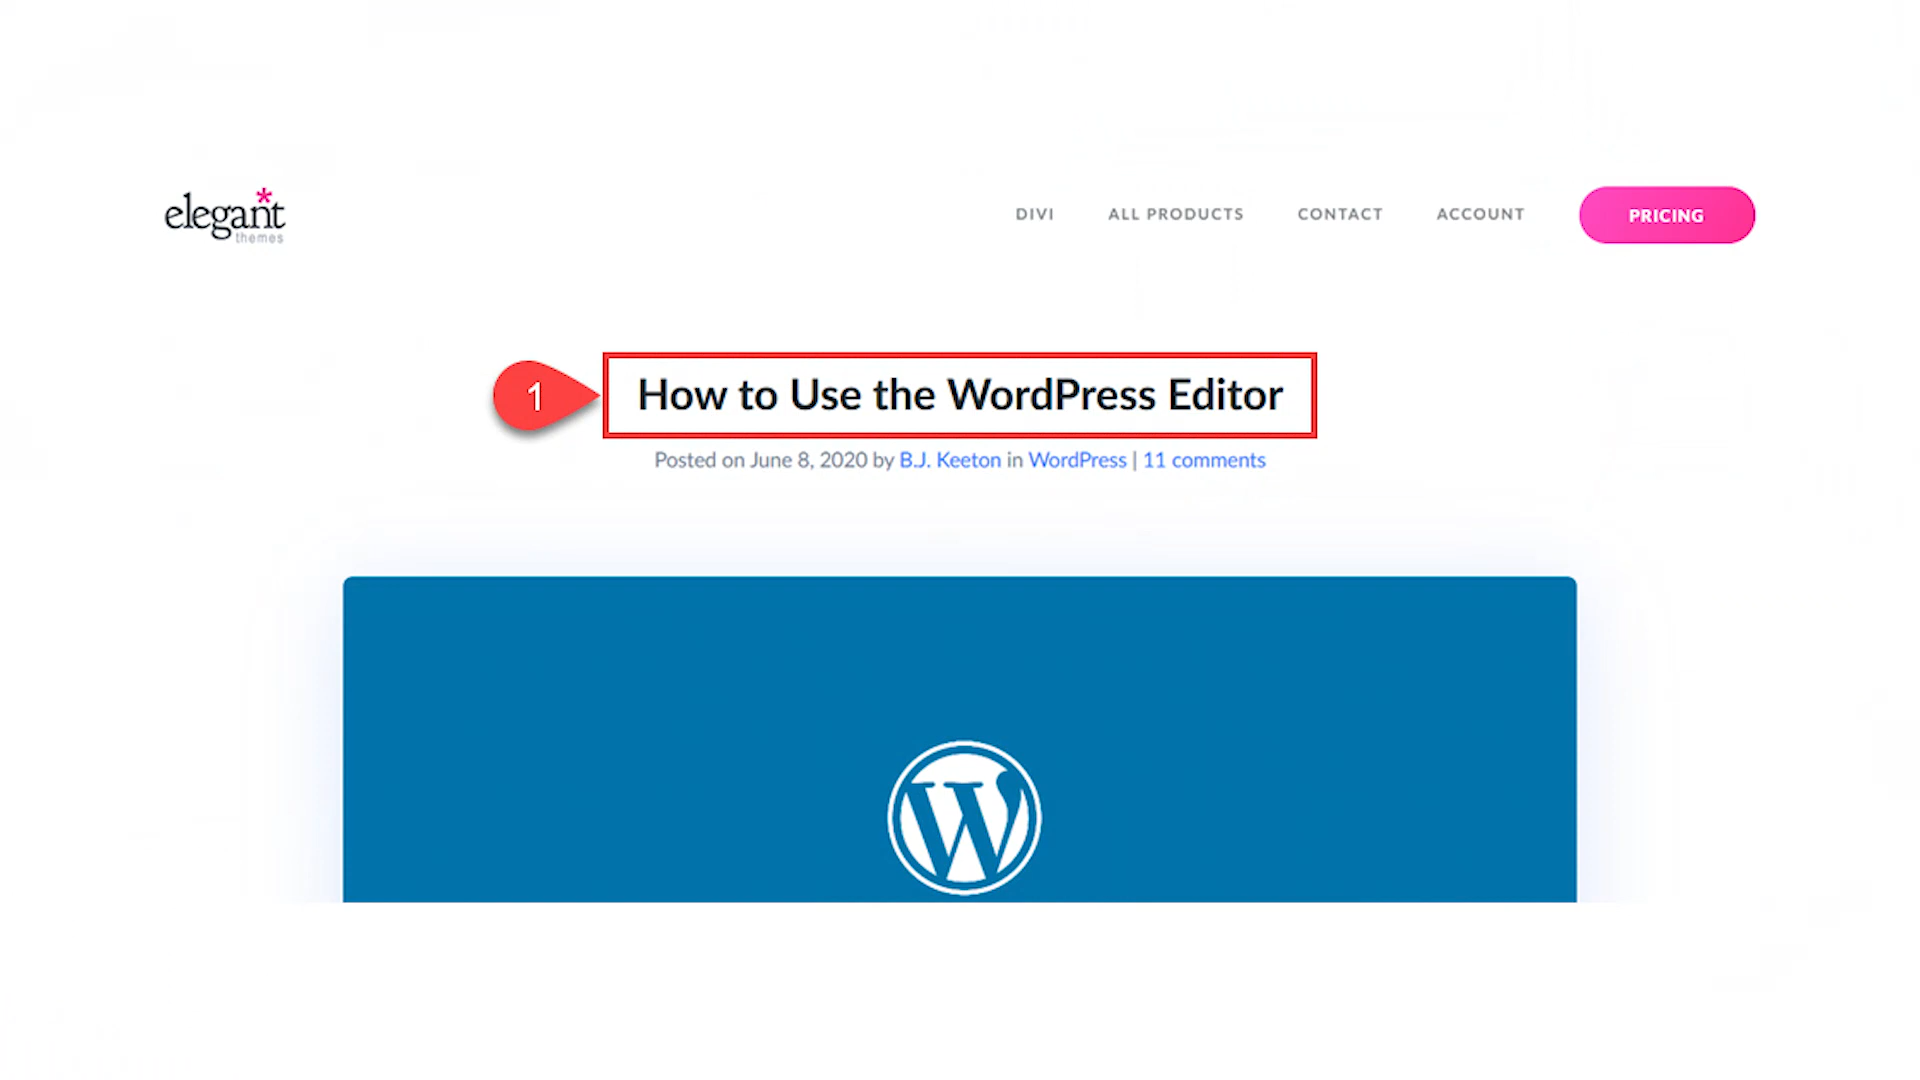 elegant
themes
DIVI ALL PRODUCTS CONTACT ACCOUNT PRICING
1 How to Use the WordPress Editor
Posted on June 8, 2020 by B.J. Keeton in WordPress | 11 comments
W